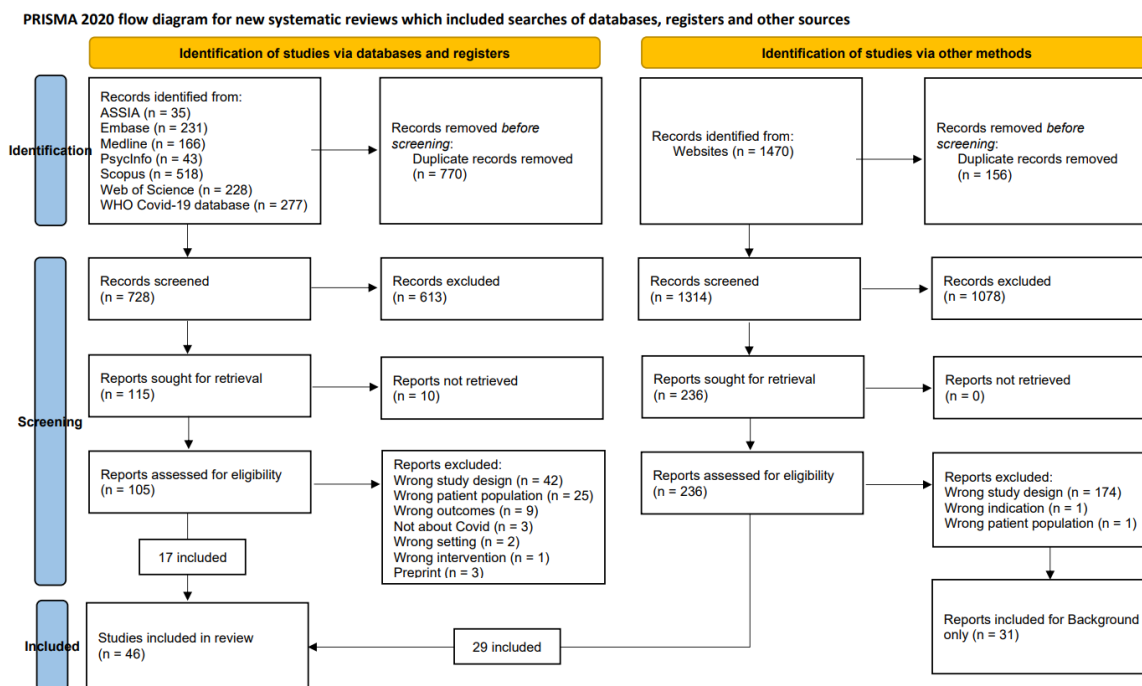 PRISMA 2020 flow diagram for new systematic reviews which included searches of databases, registers and other sources
Identification of studies via databases and registers
Identification of studies via other methods
Identification
Records identified from:
ASSIA (n = 35)
Embase (n = 231)
Medline (n = 166)
PsycInfo (n = 43)
Scopus (n = 518)
Web of Science (n = 228)
WHO Covid-19 database (n = 277)
Records removed before
screening:
Duplicate records removed
(n = 770)
Records identified from:
Websites (n = 1470)
Records removed before
screening:
Duplicate records removed
(n = 156)
Screening
Records screened
(n = 728)
Records excluded
(n = 613)
Records screened
(n = 1314)
Records excluded
(n = 1078)
Reports sought for retrieval
(n = 115)
Reports not retrieved
(n = 10)
Reports sought for retrieval
(n = 236)
Reports not retrieved
(n = 0)
Reports assessed for eligibility
(n = 105)
Reports excluded:
Wrong study design (n = 42)
Wrong patient population (n = 25)
Wrong outcomes (n = 9)
Not about Covid (n = 3)
Wrong setting (n = 2)
Wrong intervention (n = 1)
Preprint (n = 3)
Reports assessed for eligibility
(n = 236)
Reports excluded:
Wrong study design (n = 174)
Wrong indication (n = 1)
Wrong patient population (n = 1)
17 included
Included
Studies included in review
(n = 46)
29 included
Reports included for Background
only (n = 31)